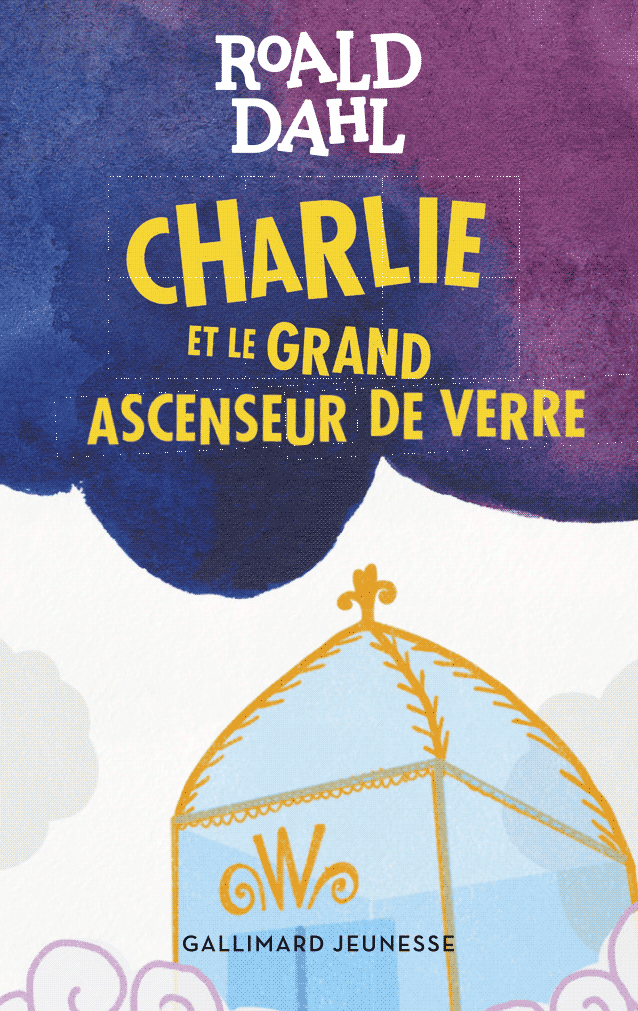 ROALD
DAHL
CHARLIE
ET LE GRAND
ASCENSEUR DE VERRE
W
GALLIMARD JEUNESSE